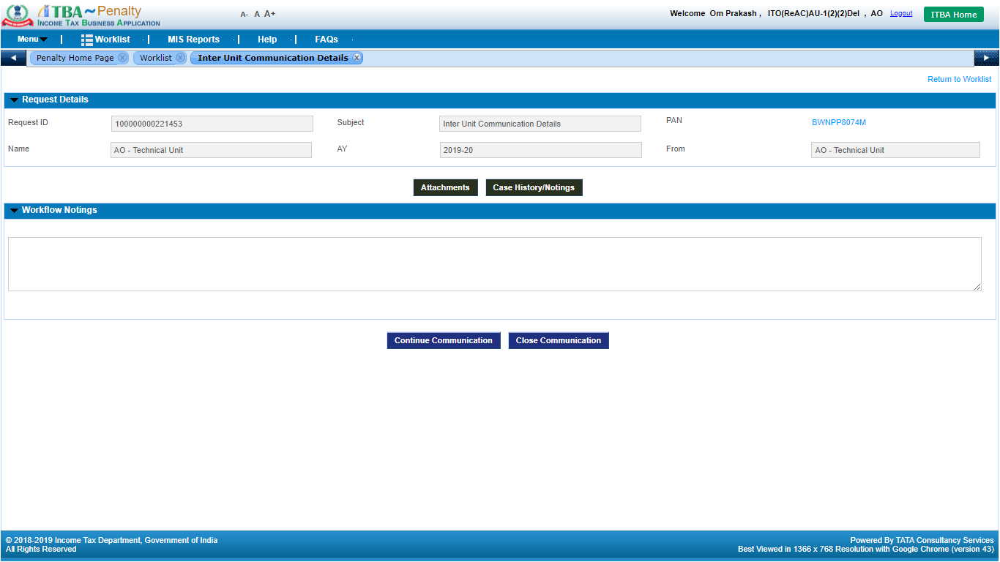 iTBA~Penalty
INCOME TAX BUSINESS APPLICATION
A- A A+
Welcome Om Prakash , ITO(ReAC)AU-1(2)(2)Del , AO Logout ITBA Home
Menu | Worklist | MIS Reports | Help | FAQs
Penalty Home Page Worklist Inter Unit Communication Details
Return to Worklist
Request Details
Request ID 100000000221453 Subject Inter Unit Communication Details PAN BWNPP8074M
Name AO - Technical Unit AY 2019-20 From AO - Technical Unit
Attachments Case History/Notings
Workflow Notings
Continue Communication Close Communication
© 2018-2019 Income Tax Department, Government of India Powered By TATA Consultancy Services
All Rights Reserved Best Viewed in 1366 x 768 Resolution with Google Chrome (version 43)